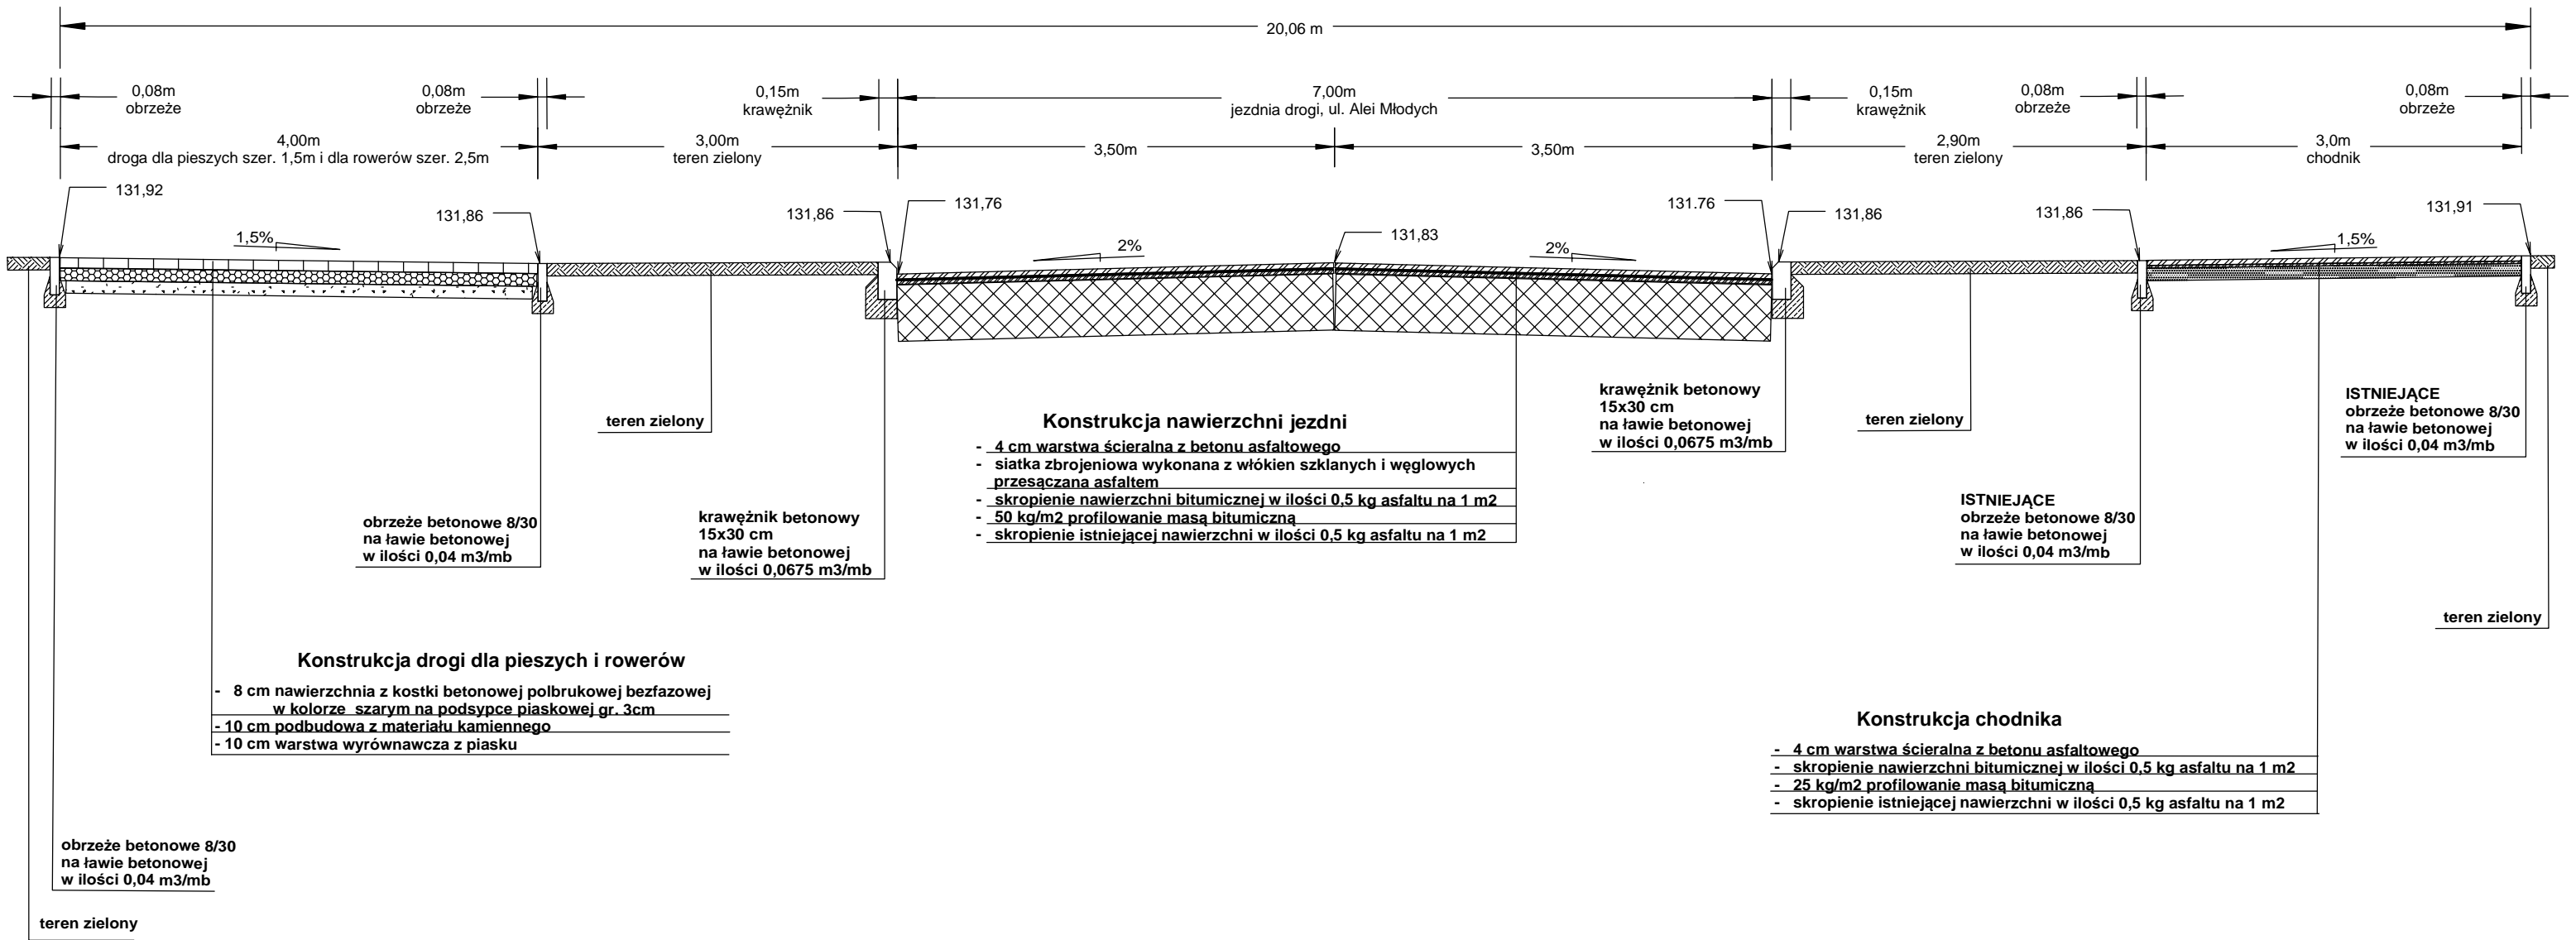 20,06 m
0,08m
obrzeże
0,08m
obrzeże
0,15m
krawężnik
7,00m
jezdnia drogi, ul. Alei Młodych
0,15m
krawężnik
0,08m
obrzeże
0,08m
obrzeże
4,00m
droga dla pieszych szer. 1,5m i dla rowerów szer. 2,5m
3,00m
teren zielony
3,50m
3,50m
2,90m
teren zielony
3,0m
chodnik
131,92
131,86
131,86
131,76
131,83
131.76
131,86
131,86
131,91
1,5%
2%
2%
1,5%
teren zielony
Konstrukcja nawierzchni jezdni
- 4 cm warstwa ścieralna z betonu asfaltowego
- siatka zbrojeniowa wykonana z włókien szklanych i węglowych
przesączana asfaltem
- skropienie nawierzchni bitumicznej w ilości 0,5 kg asfaltu na 1 m2
- 50 kg/m2 profilowanie masą bitumiczną
- skropienie istniejącej nawierzchni w ilości 0,5 kg asfaltu na 1 m2
krawężnik betonowy
15x30 cm
na ławie betonowej
w ilości 0,0675 m3/mb
teren zielony
ISTNIEJĄCE
obrzeże betonowe 8/30
na ławie betonowej
w ilości 0,04 m3/mb
obrzeże betonowe 8/30
na ławie betonowej
w ilości 0,04 m3/mb
krawężnik betonowy
15x30 cm
na ławie betonowej
w ilości 0,0675 m3/mb
ISTNIEJĄCE
obrzeże betonowe 8/30
na ławie betonowej
w ilości 0,04 m3/mb
teren zielony
Konstrukcja drogi dla pieszych i rowerów
- 8 cm nawierzchnia z kostki betonowej polbrukowej bezfazowej
w kolorze szarym na podsypce piaskowej gr. 3cm
- 10 cm podbudowa z materiału kamiennego
- 10 cm warstwa wyrównawcza z piasku
Konstrukcja chodnika
- 4 cm warstwa ścieralna z betonu asfaltowego
- skropienie nawierzchni bitumicznej w ilości 0,5 kg asfaltu na 1 m2
- 25 kg/m2 profilowanie masą bitumiczną
- skropienie istniejącej nawierzchni w ilości 0,5 kg asfaltu na 1 m2
obrzeże betonowe 8/30
na ławie betonowej
w ilości 0,04 m3/mb
teren zielony